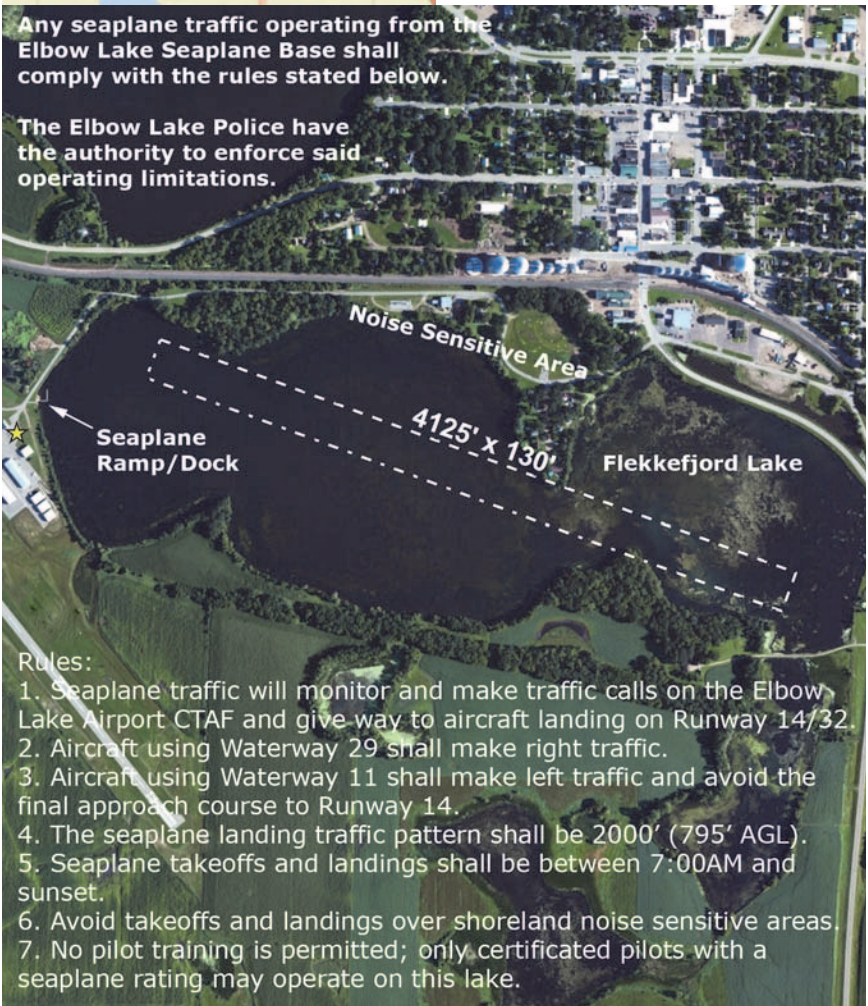 Any seaplane traffic operating from the
Elbow Lake Seaplane Base shall
comply with the rules stated below.
The Elbow Lake Police have
the authority to enforce said
operating limitations.
Noise Sensitive Area
4125' x 130'
Seaplane
Ramp/Dock
Flekkefjord Lake
Rules:
1. Seaplane traffic will monitor and make traffic calls on the Elbow
Lake Airport CTAF and give way to aircraft landing on Runway 14/32.
2. Aircraft using Waterway 29 shall make right traffic.
3. Aircraft using Waterway 11 shall make left traffic and avoid the
final approach course to Runway 14.
4. The seaplane landing traffic pattern shall be 2000’ (795’ AGL).
5. Seaplane takeoffs and landings shall be between 7:00AM and
sunset.
6. Avoid takeoffs and landings over shoreland noise sensitive areas.
7. No pilot training is permitted; only certificated pilots with a
seaplane rating may operate on this lake.